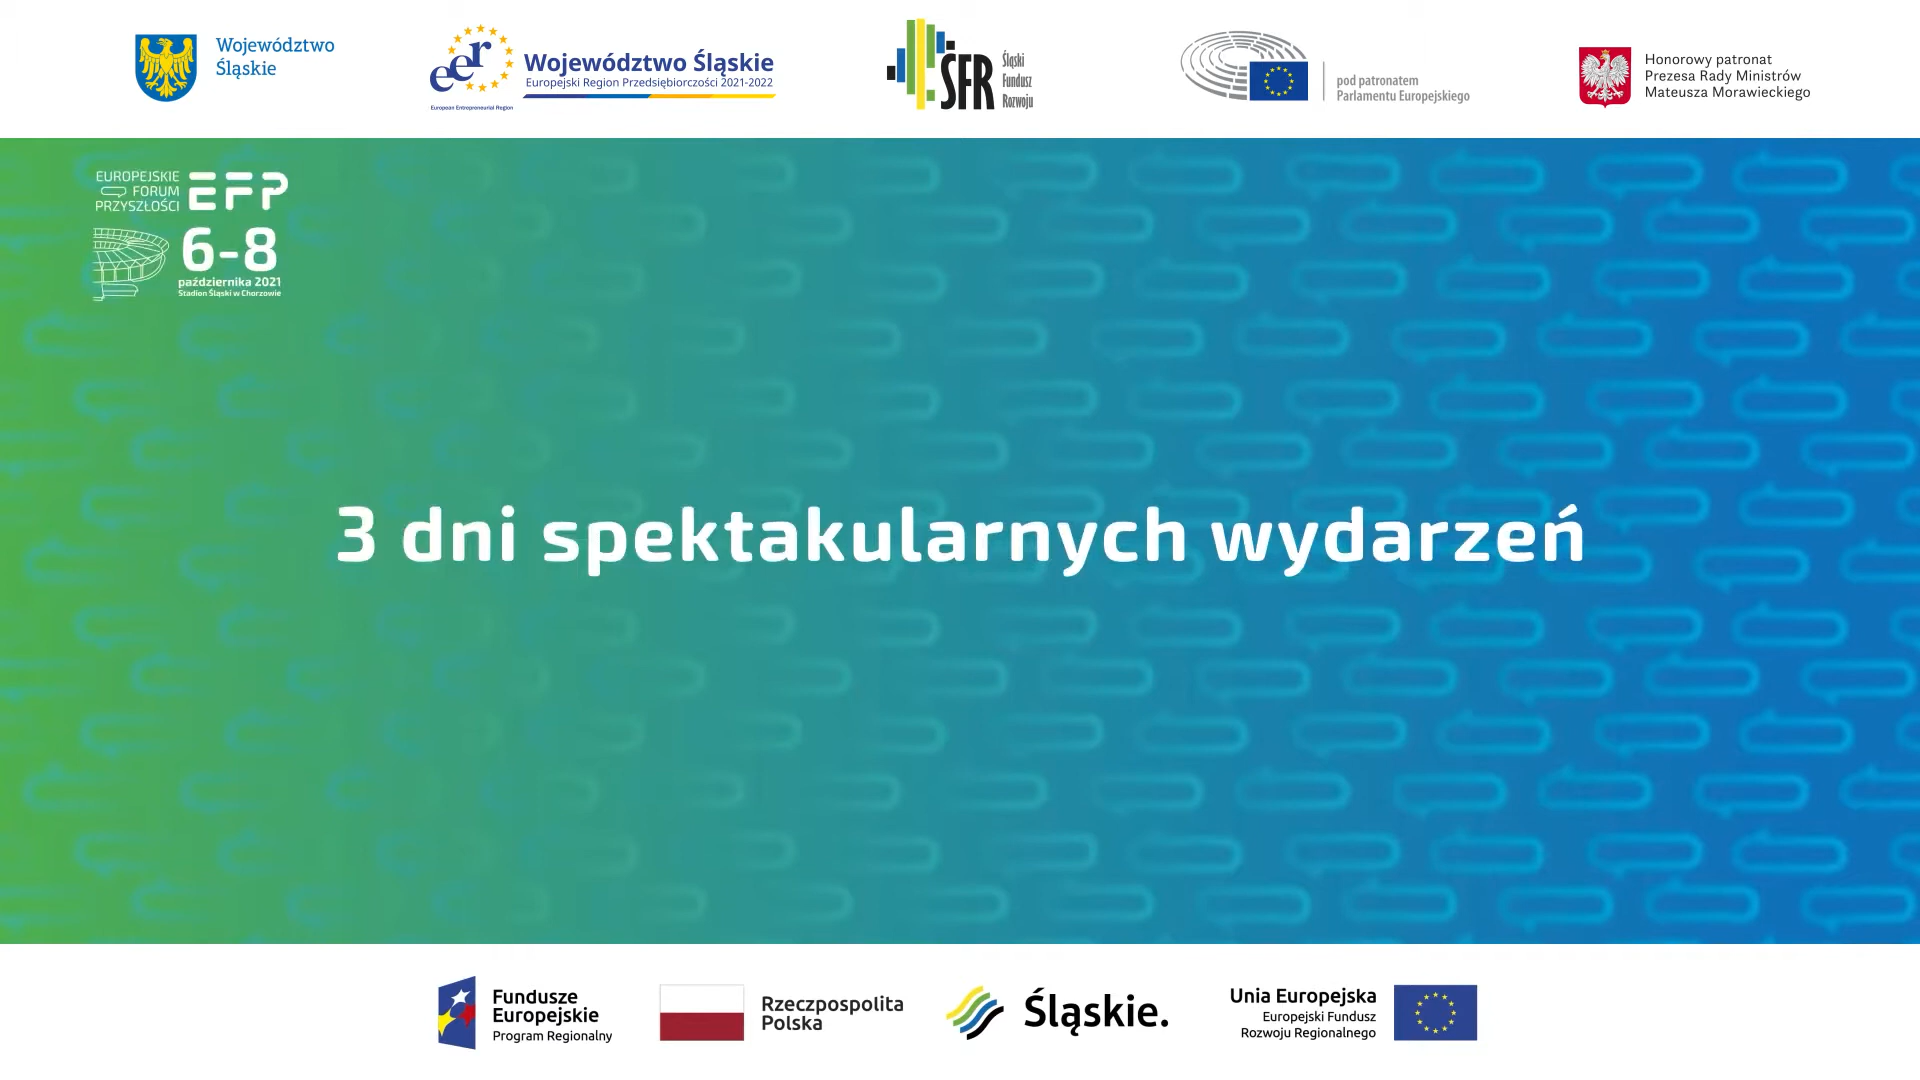 Województwo
Śląskie
eer
European Entrepreneurial Region
Województwo Śląskie
Europejski Region Przedsiębiorczości 2021-2022
ŚFR
Śląski
Fundusz
Rozwoju
pod patronatem
Parlamentu Europejskiego
Honorowy patronat
Prezesa Rady Ministrów
Mateusza Morawieckiego
EUROPEJSKIE
FORUM
PRZYSZŁOŚCI
EFP
6-8
października 2021
Stadion Śląski w Chorzowie
3 dni spektakularnych wydarzeń
Fundusze
Europejskie
Program Regionalny
Rzeczpospolita
Polska
Śląskie.
Unia Europejska
Europejski Fundusz
Rozwoju Regionalnego